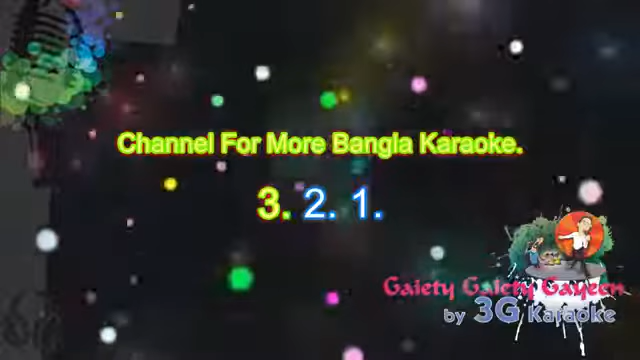 Channel For More Bangla Karaoke.
3. 2. 1.
Gaiety Gaiety Gayeen
by 3G Karaoke